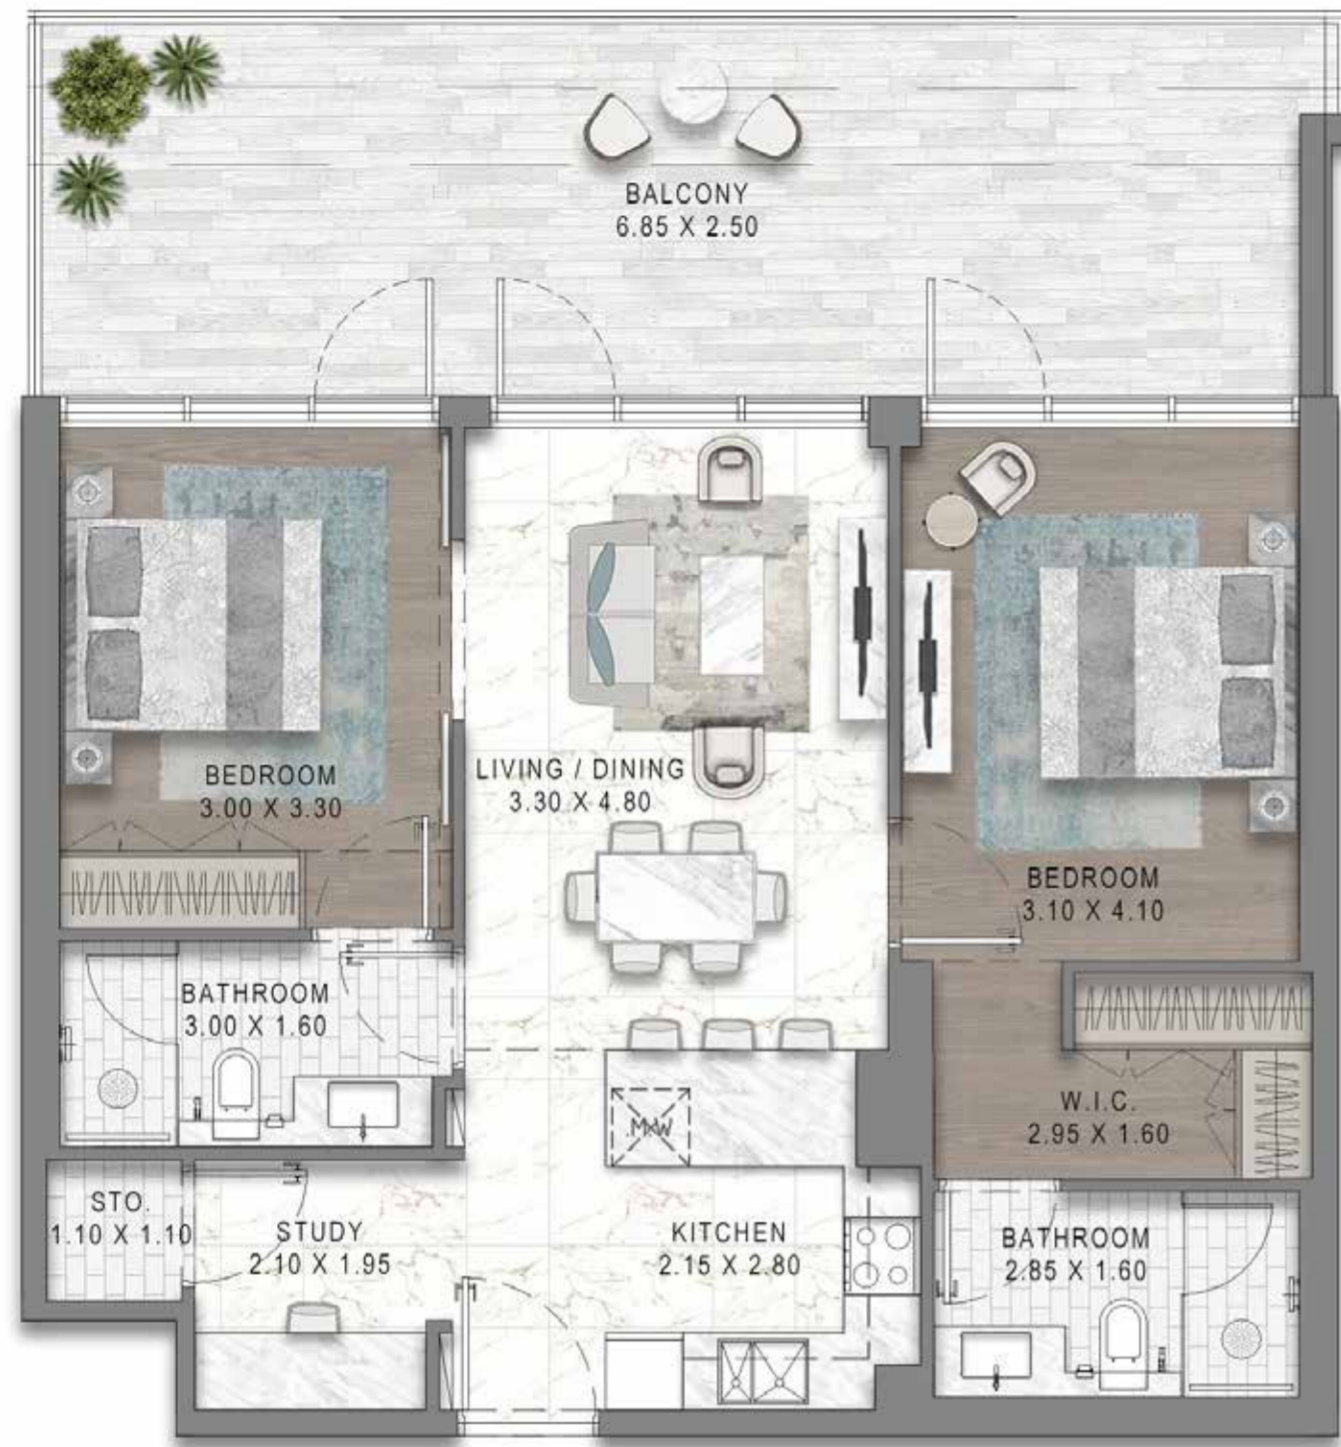 BALCONY
6.85 X 2.50
BEDROOM
3.00 X 3.30
LIVING / DINING
3.30 X 4.80
BEDROOM
3.10 X 4.10
BATHROOM
3.00 X 1.60
W.I.C.
2.95 X 1.60
M·W
STO.
1.10 X 1.10
STUDY
2.10 X 1.95
KITCHEN
2.15 X 2.80
BATHROOM
2.85 X 1.60